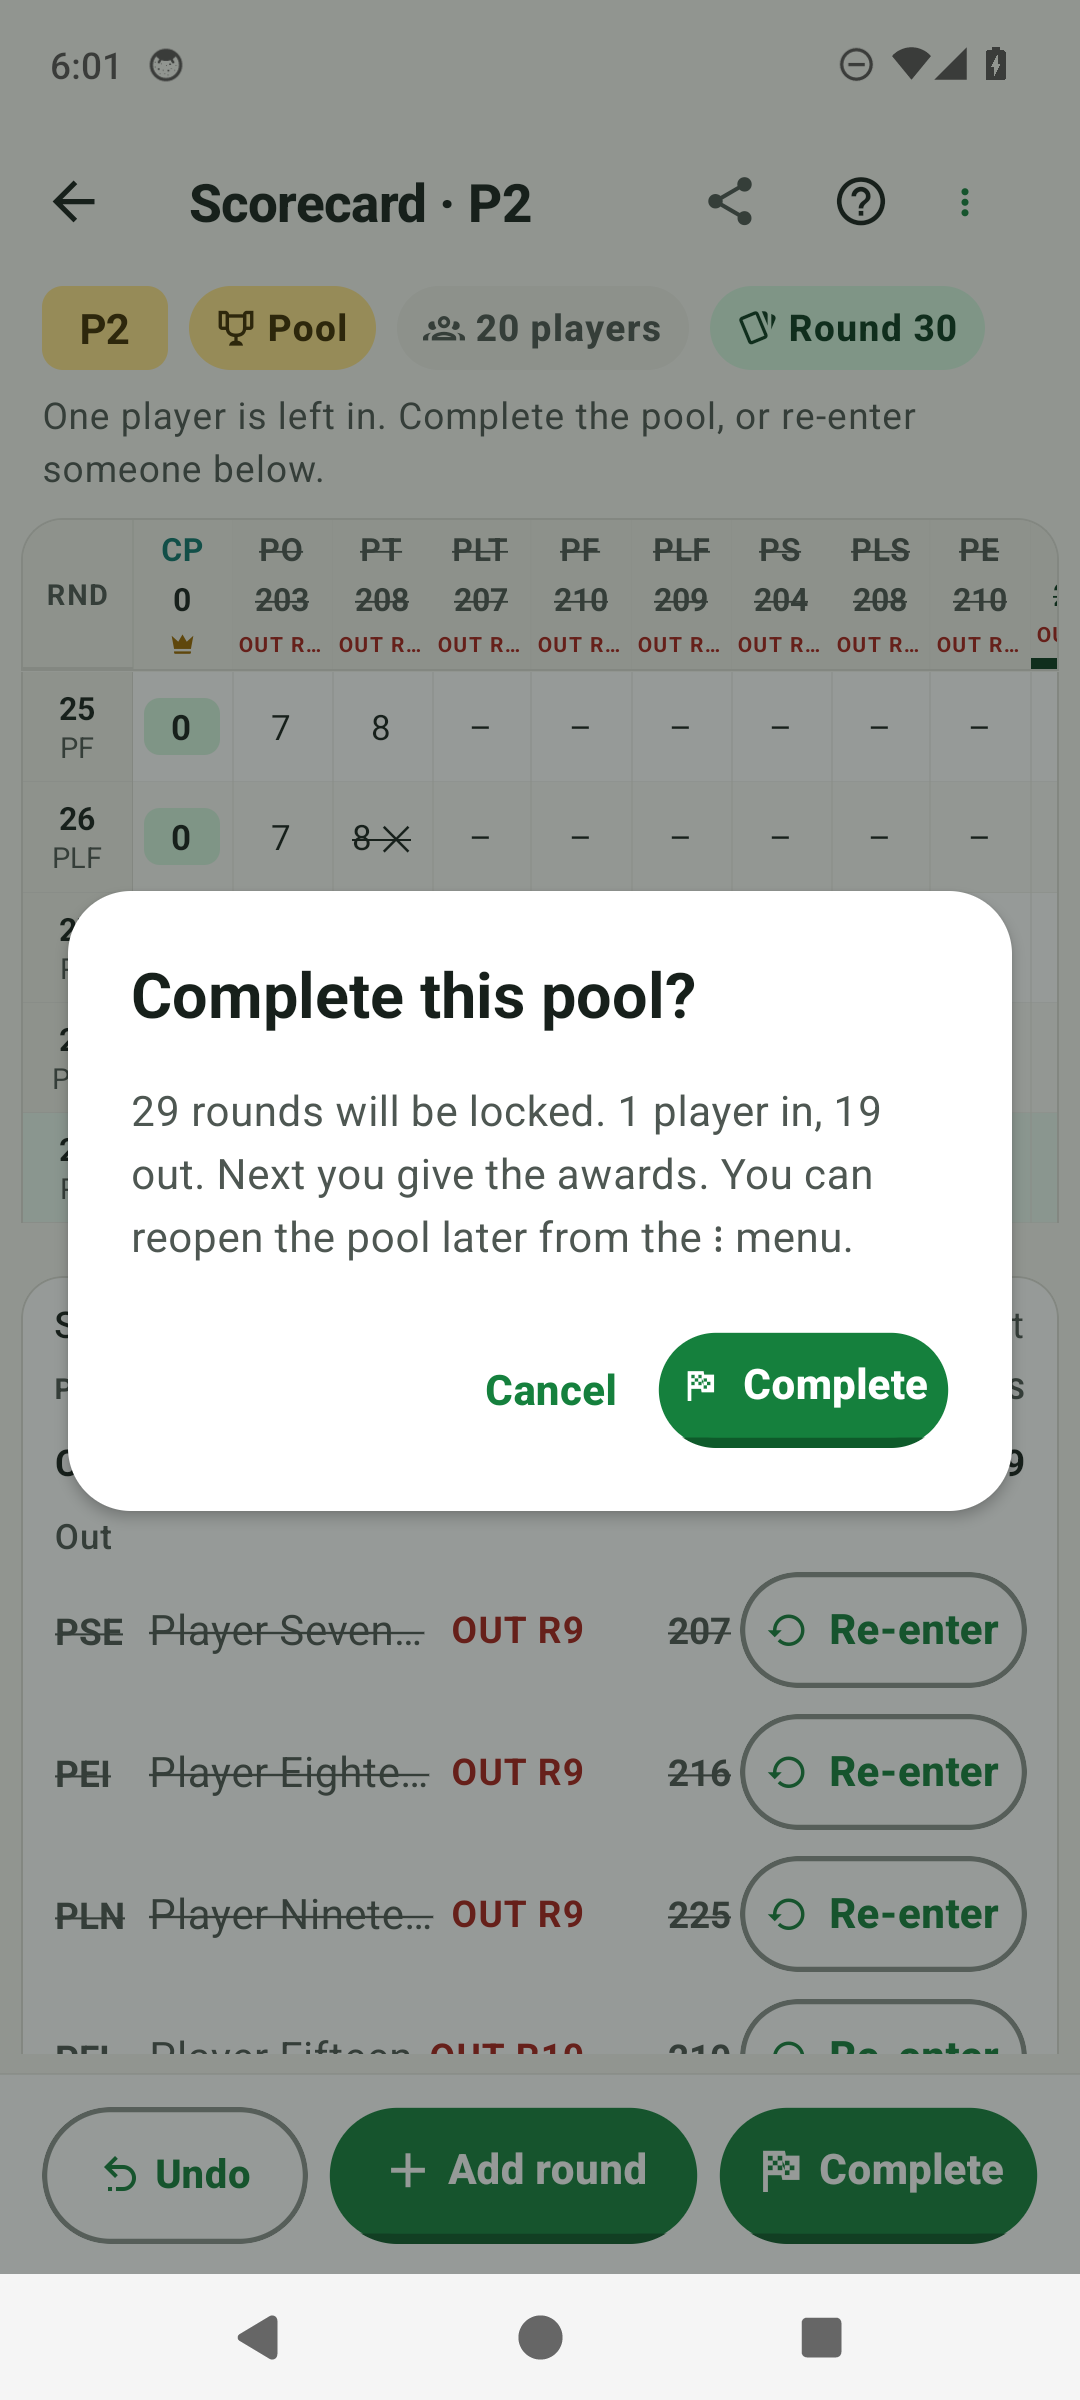 6:01
Scorecard · P2
P2
Pool
20 players
Round 30
One player is left in. Complete the pool, or re-enter
someone below.
RND
CP PO PT PLT PF PLF PS PLS PE
0 203 208 207 210 209 204 208 210
OUT R... OUT R... OUT R... OUT R... OUT R... OUT R... OUT R... OUT R...
25 0 7 8 – – – – – –
PF
26 0 7 8 – – – – – –
PLF
Complete this pool?
29 rounds will be locked. 1 player in, 19
out. Next you give the awards. You can
reopen the pool later from the ⋮ menu.
Cancel
Complete
Out
PSE Player Seven... OUT R9 207 Re-enter
PEI Player Eighte... OUT R9 216 Re-enter
PLN Player Ninete... OUT R9 225 Re-enter
Player Fifteen Re-enter
Undo
Add round
Complete